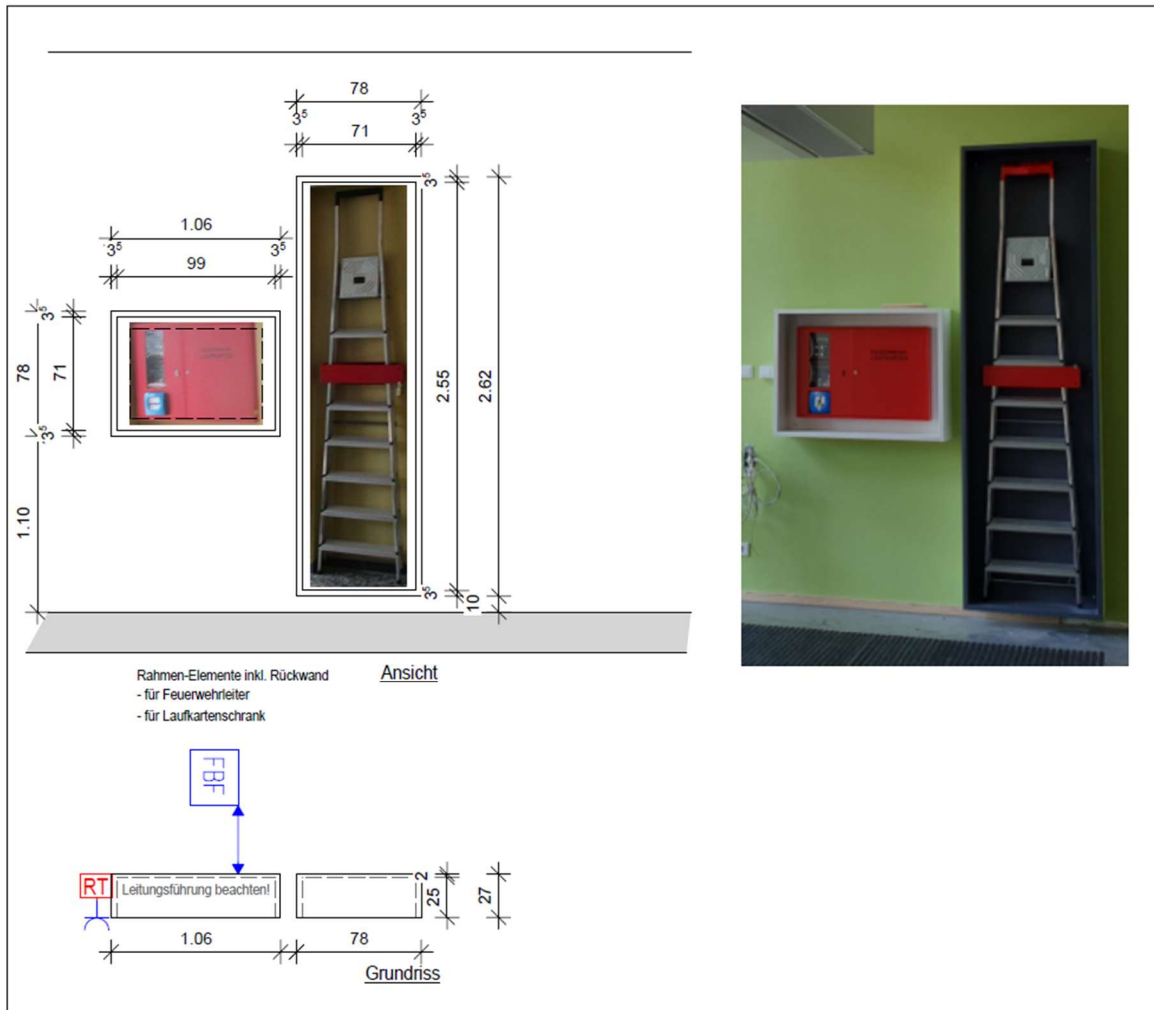 78
3⁵ 3⁵
71
3⁵
1.06
3⁵ 3⁵
99
3⁵
78
71
3⁵
1.10
2.55
2.62
3⁵
10
Ansicht
Rahmen-Elemente inkl. Rückwand
- für Feuerwehrleiter
- für Laufkartenschrank
FBF
RT
Leitungsführung beachten!
2
25
27
1.06
78
Grundriss